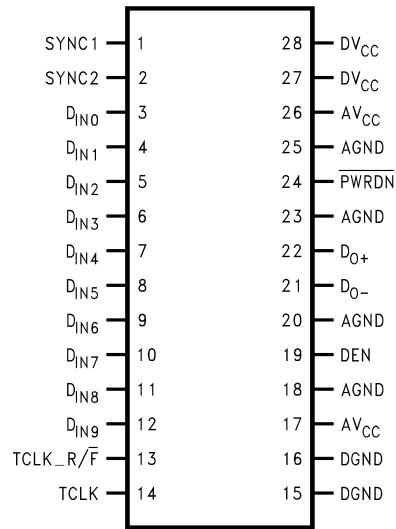 SYNC1 1 28 DVCC
SYNC2 2 27 DVCC
DIN0 3 26 AVCC
DIN1 4 25 AGND
DIN2 5 24 P̅W̅R̅D̅N̅
DIN3 6 23 AGND
DIN4 7 22 DO+
DIN5 8 21 DO−
DIN6 9 20 AGND
DIN7 10 19 DEN
DIN8 11 18 AGND
DIN9 12 17 AVCC
TCLK_R/F̅ 13 16 DGND
TCLK 14 15 DGND